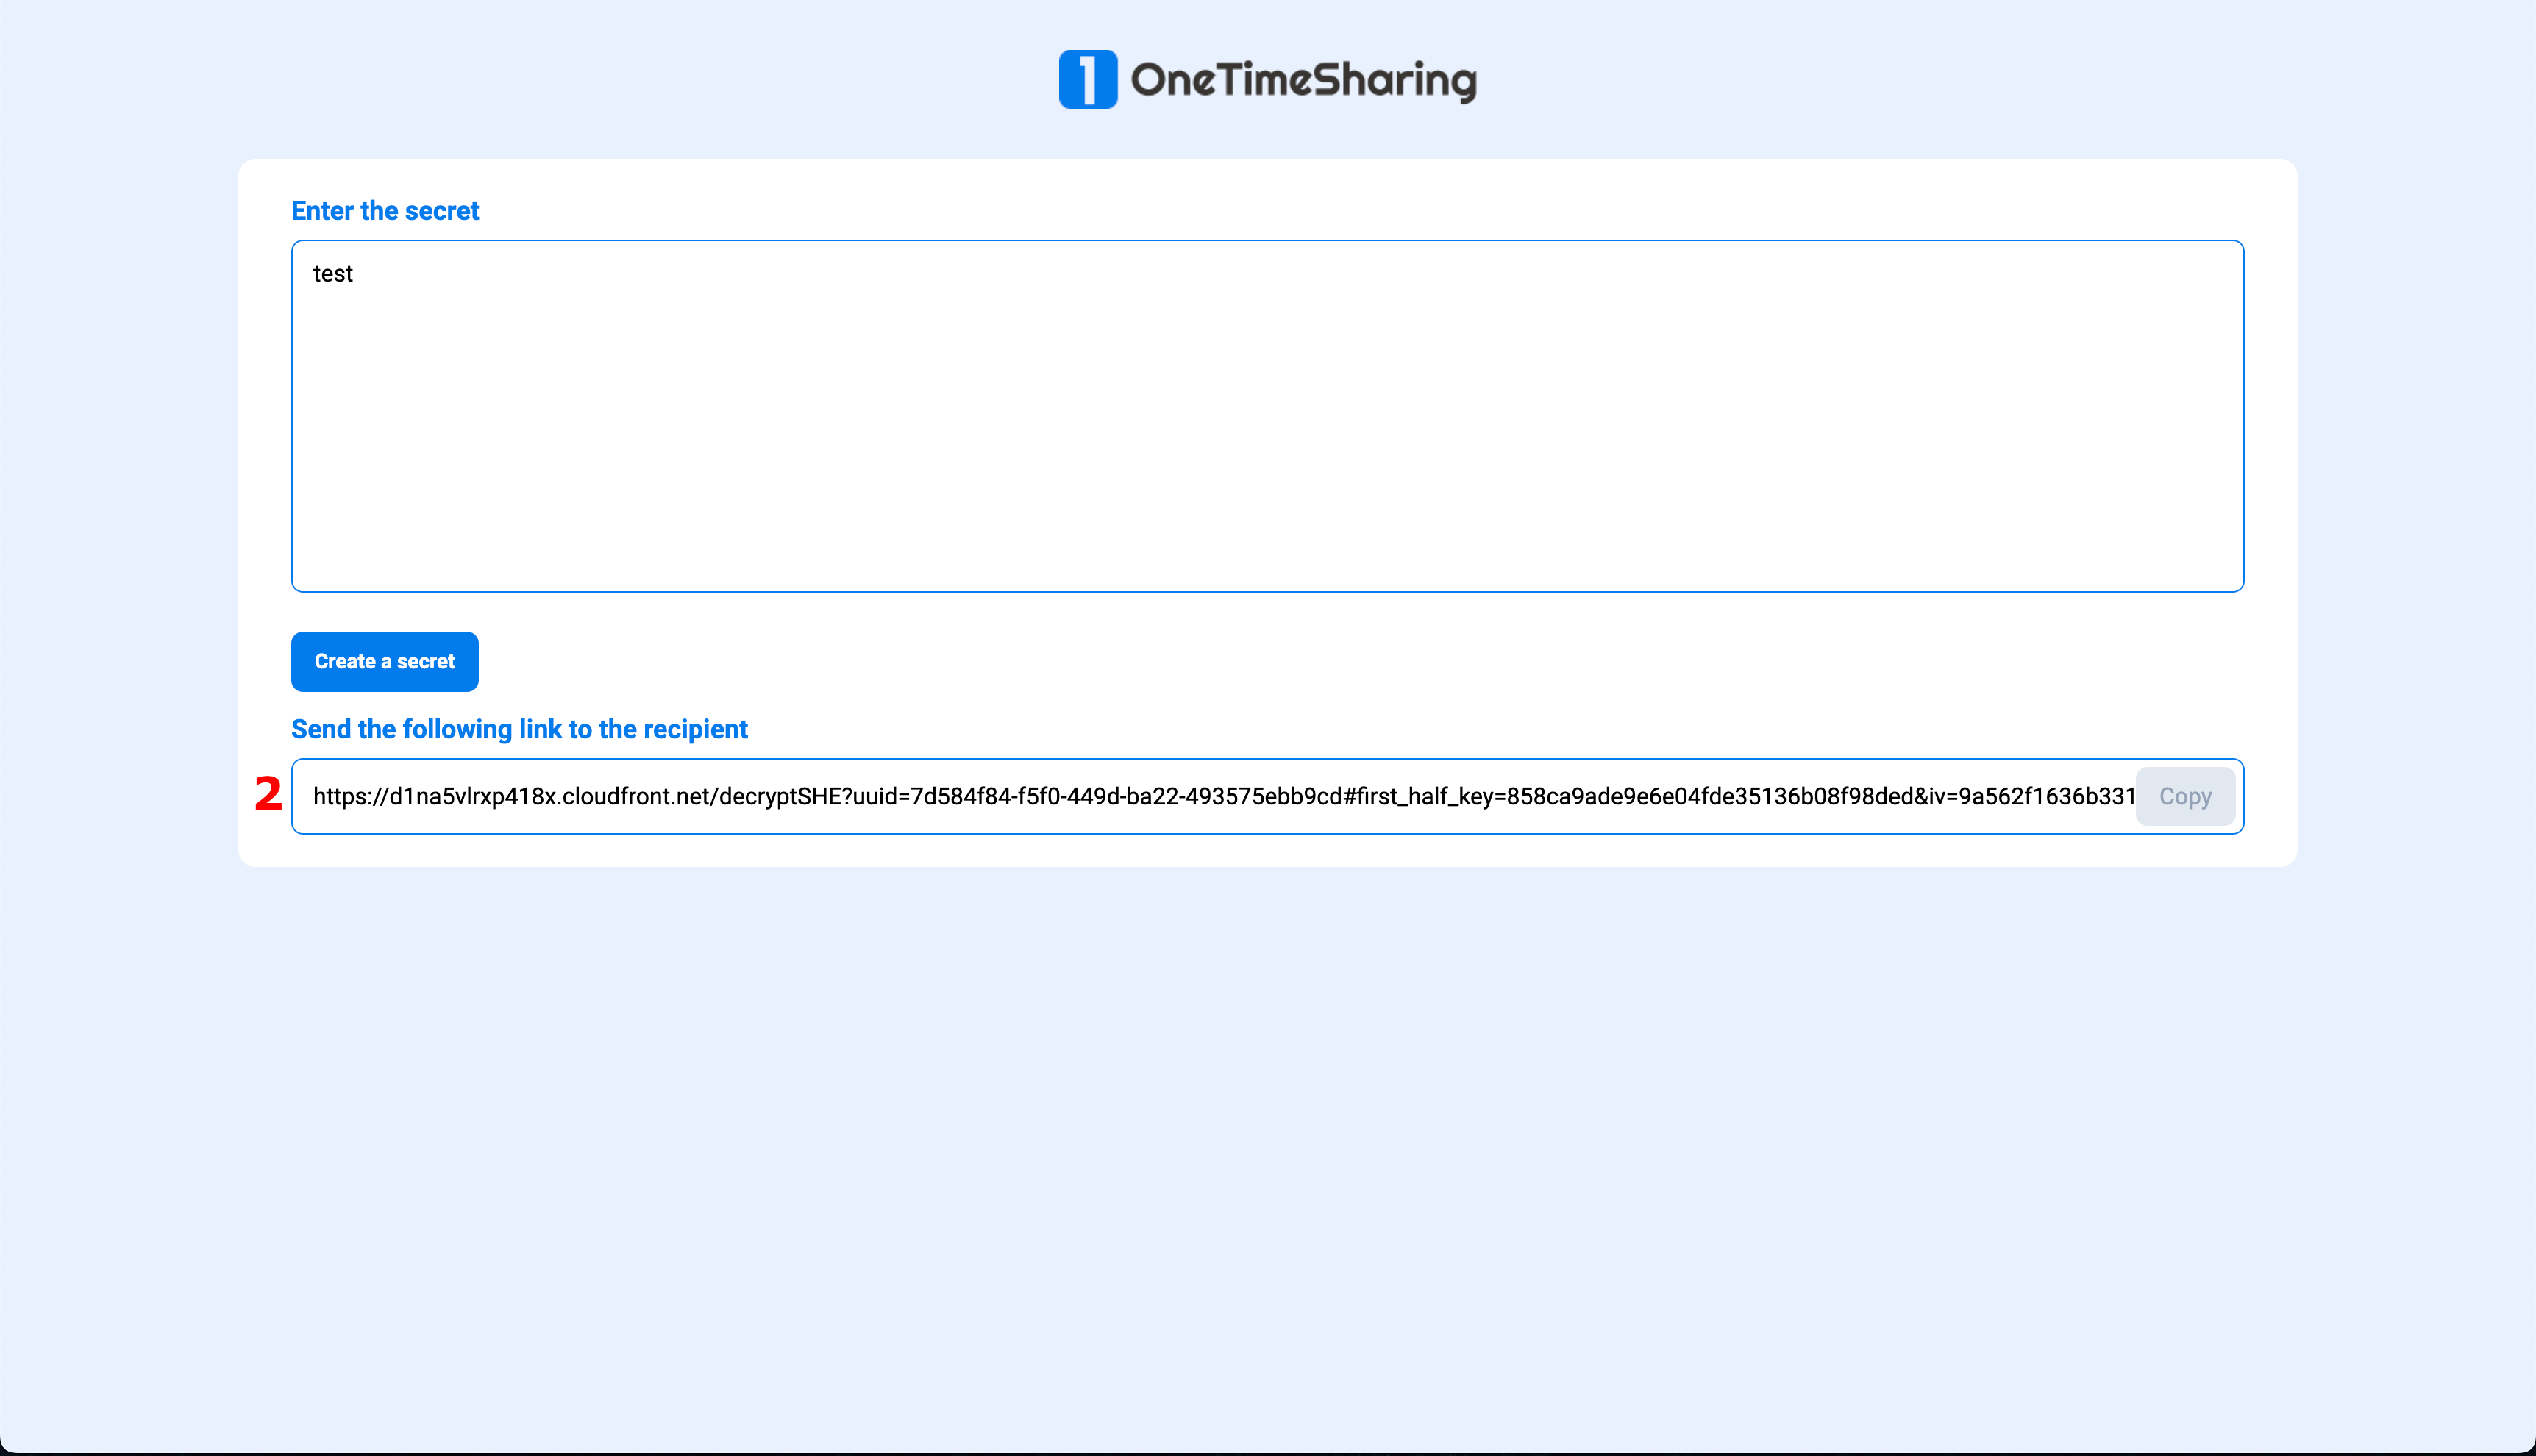 1 OneTimeSharing
Enter the secret
test
Create a secret
Send the following link to the recipient
2 https://d1na5vlrxp418x.cloudfront.net/decryptSHE?uuid=7d584f84-f5f0-449d-ba22-493575ebb9cd#first_half_key=858ca9ade9e6e04fde35136b08f98ded&iv=9a562f1636b331 Copy